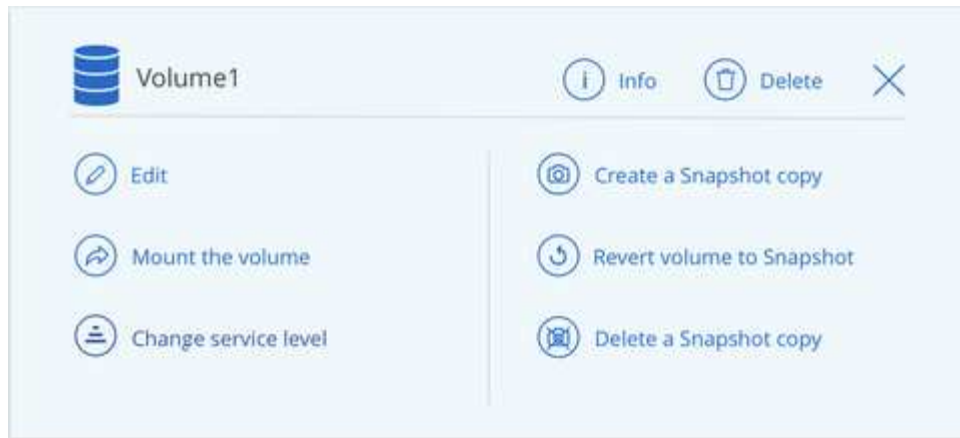 Volume1
Info
Delete
Edit
Mount the volume
Change service level
Create a Snapshot copy
Revert volume to Snapshot
Delete a Snapshot copy